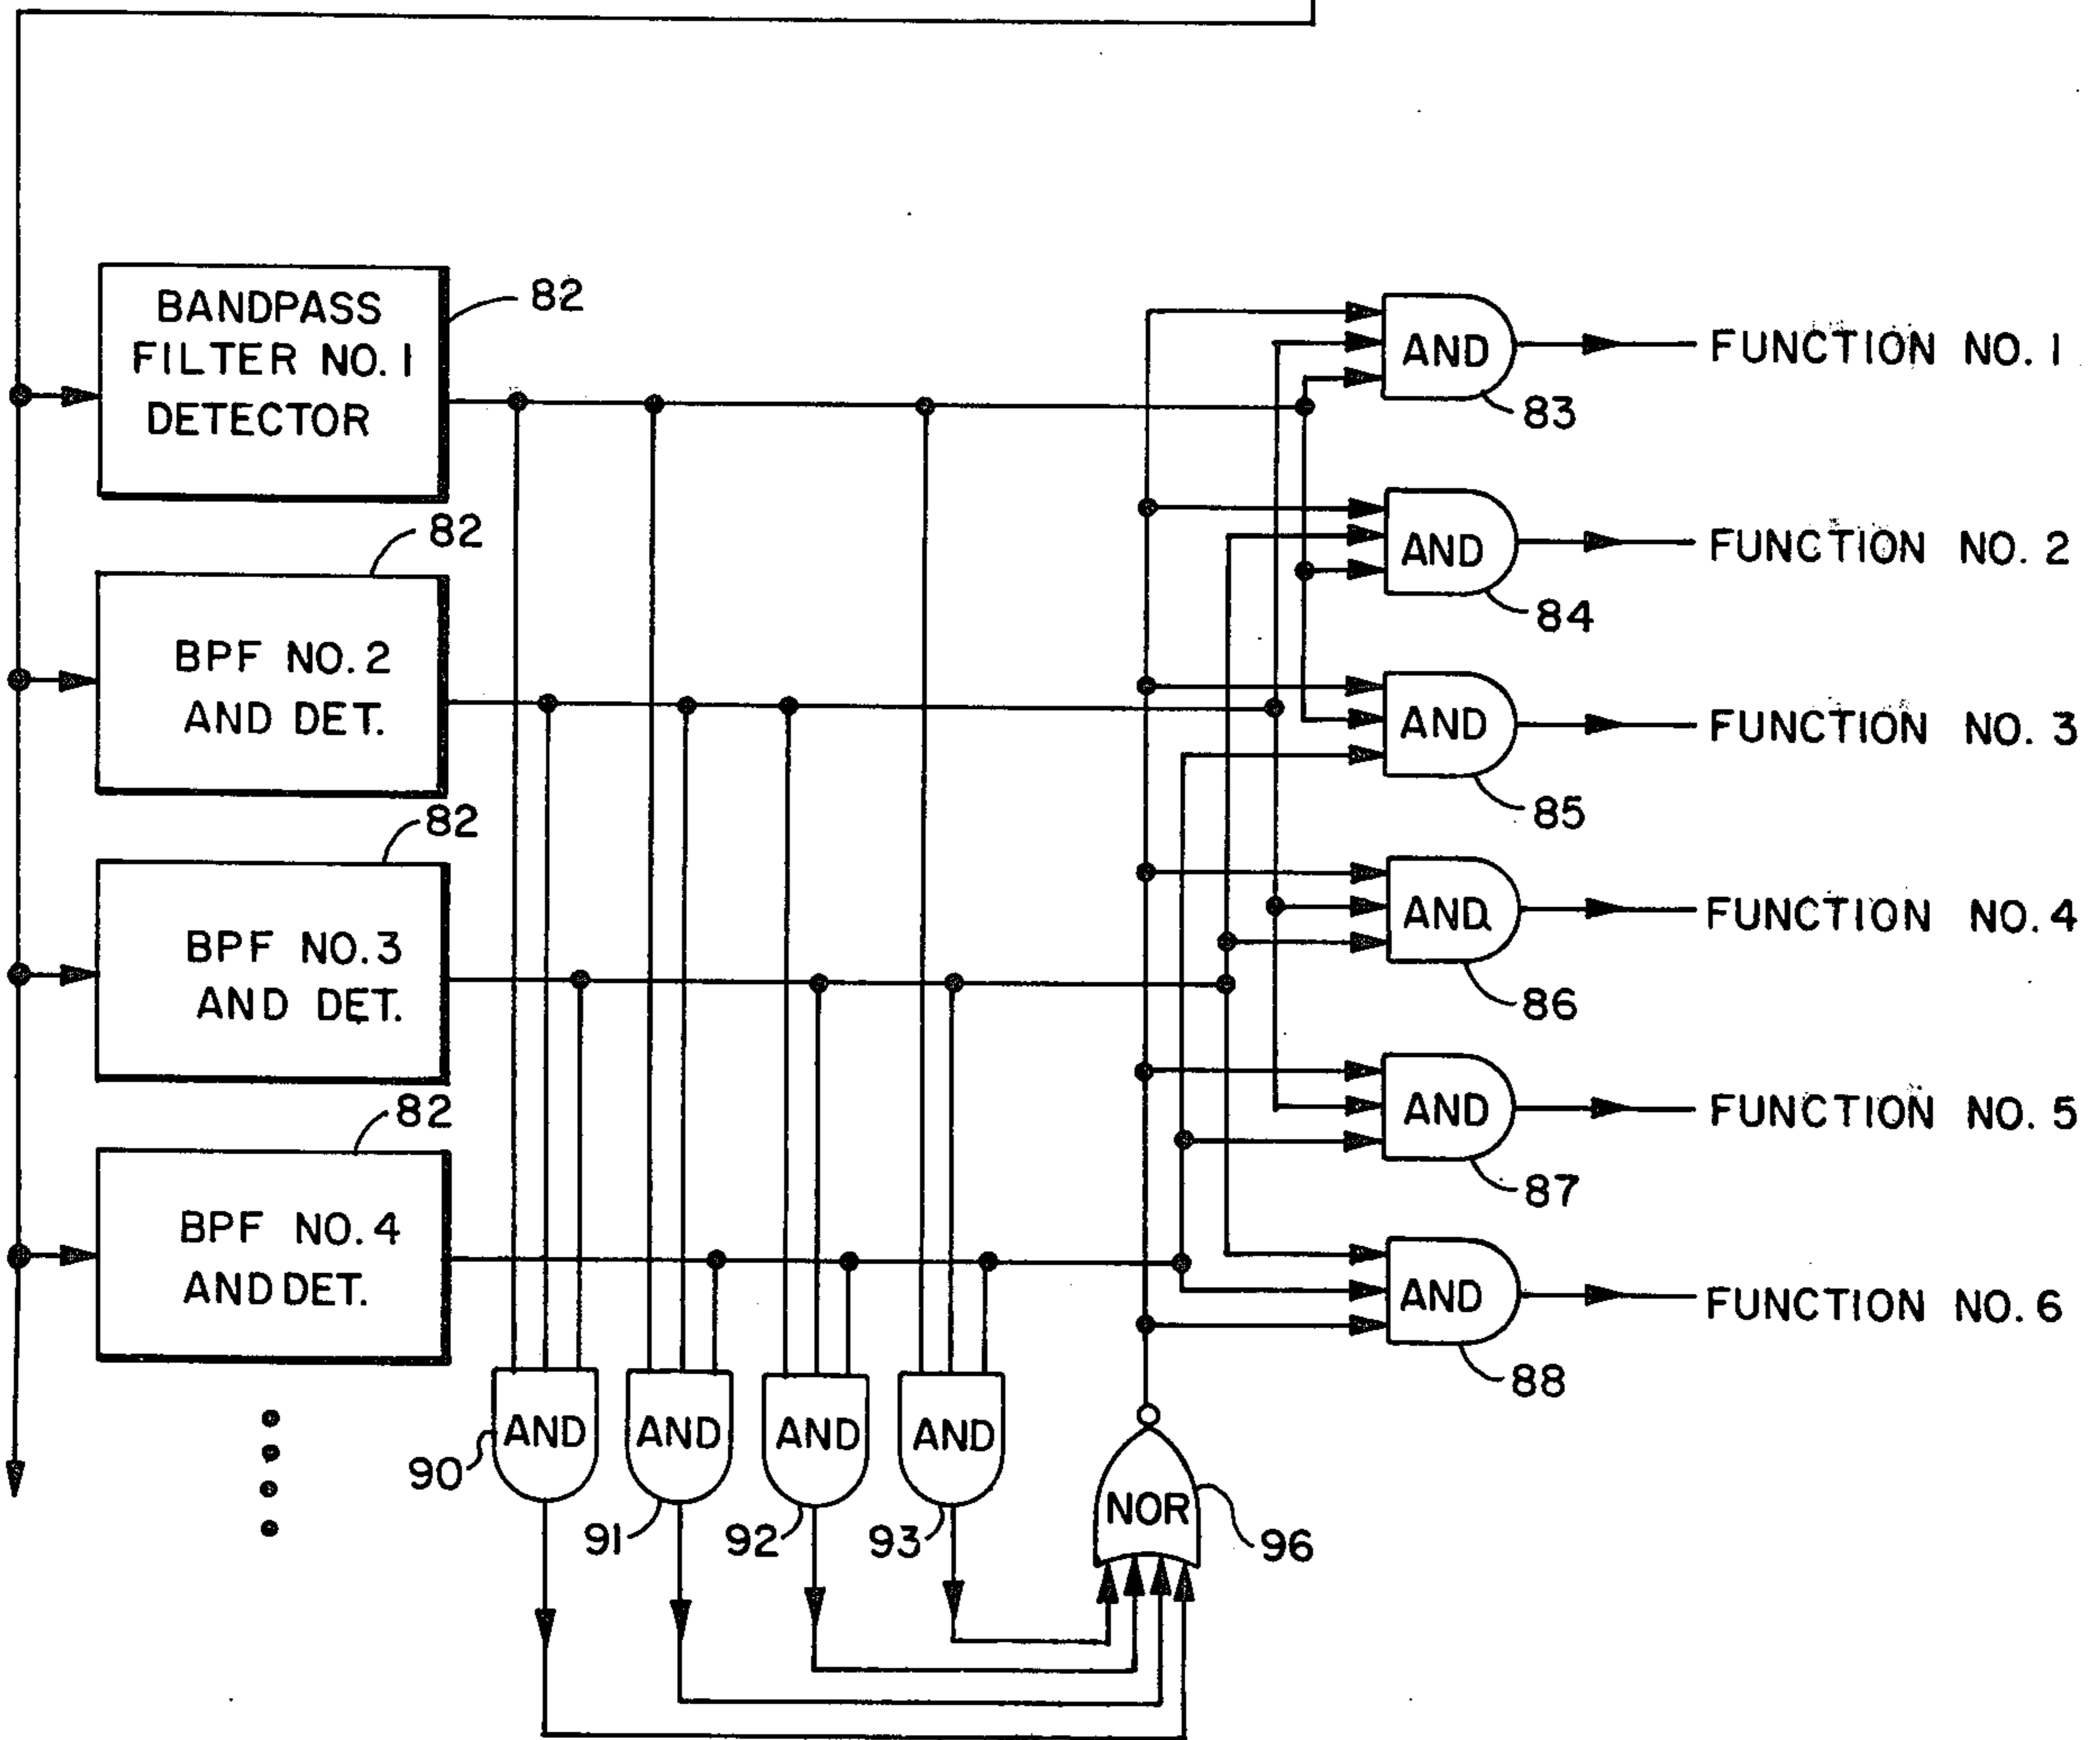 BANDPASS
FILTER NO. 1
DETECTOR
82
82
BPF NO. 2
AND DET.
82
BPF NO. 3
AND DET.
82
BPF NO. 4
AND DET.
AND
83
FUNCTION NO. 1
AND
84
FUNCTION NO. 2
AND
85
FUNCTION NO. 3
AND
86
FUNCTION NO. 4
AND
87
FUNCTION NO. 5
AND
88
FUNCTION NO. 6
AND
90
AND
91
AND
92
AND
93
NOR
96